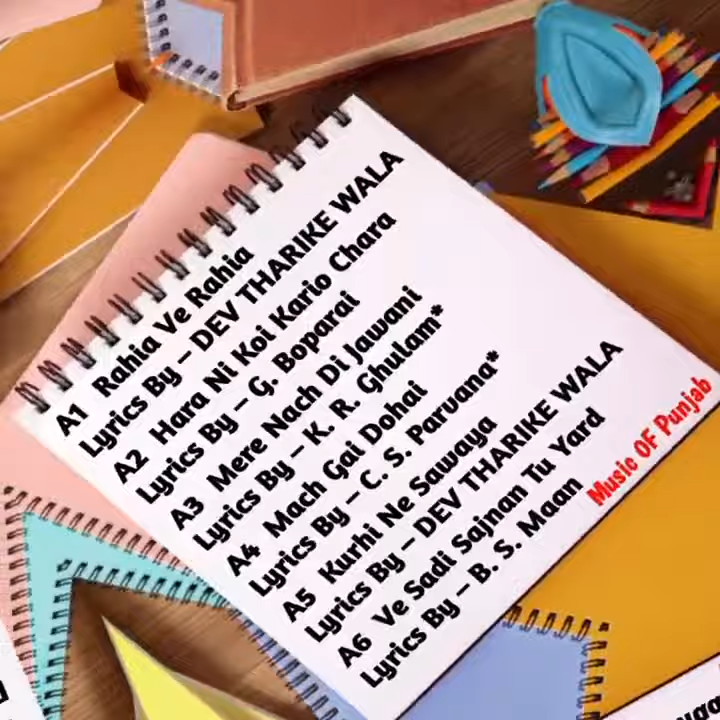 A1 Rahia Ve Rahia
Lyrics By – DEV THARIKE WALA
A2 Hara Ni Koi Kario Chara
Lyrics By – G. Boparai
A3 Mere Nach Di Jawani
Lyrics By – K. R. Ghulam*
A4 Mach Gai Dohai
Lyrics By – C. S. Parvana*
A5 Kurhi Ne Sawaya
Lyrics By – DEV THARIKE WALA
A6 Ve Sadi Sajnan Tu Yard
Lyrics By – B. S. Maan
Music OF Punjab